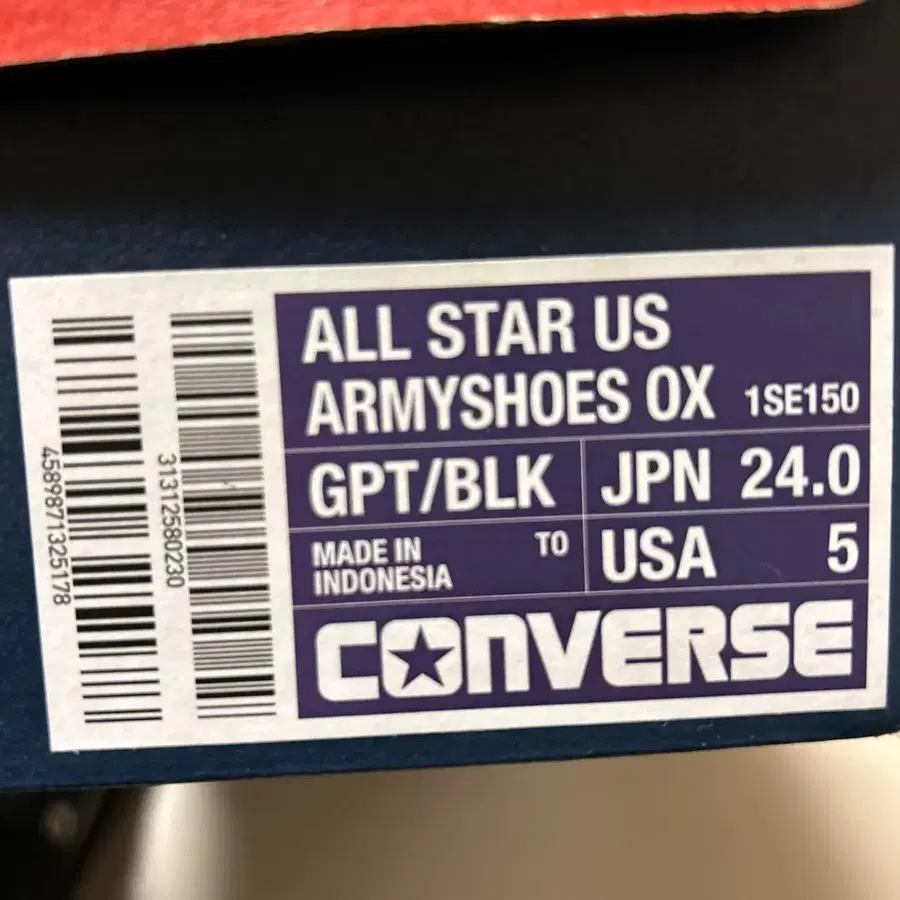 ALL STAR US
ARMYSHOES OX 1SE150
GPT/BLK JPN 24.0
MADE IN INDONESIA TO USA 5
CONVERSE
4589871325178
31312580230